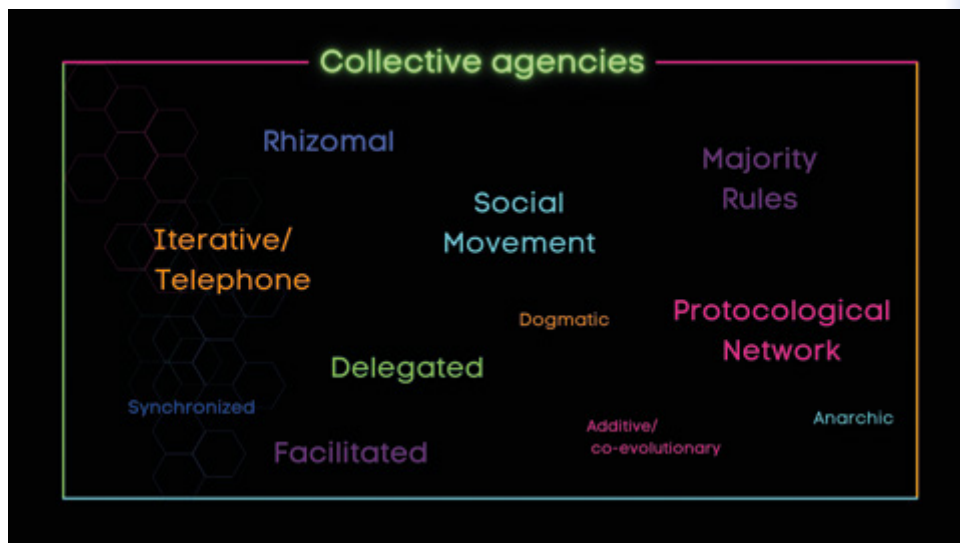 Collective agencies
Rhizomal
Majority
Rules
Social
Movement
Iterative/
Telephone
Dogmatic
Protocological
Network
Delegated
Synchronized
Facilitated
Additive/
co-evolutionary
Anarchic